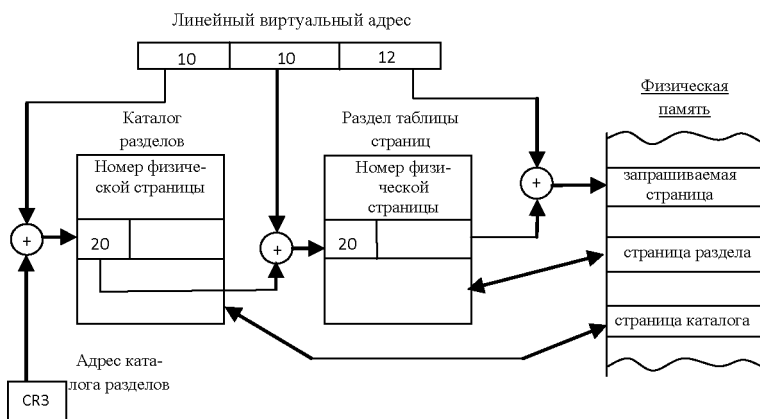 Линейный виртуальный адрес
10 10 12
Физическая
память
Каталог
разделов
Раздел таблицы
страниц
Номер физиче-
ской страницы
Номер физи-
ческой
страницы
запрашиваемая
страница
+
+
+
20
20
страница раздела
страница каталога
Адрес ката-
лога разделов
CR3